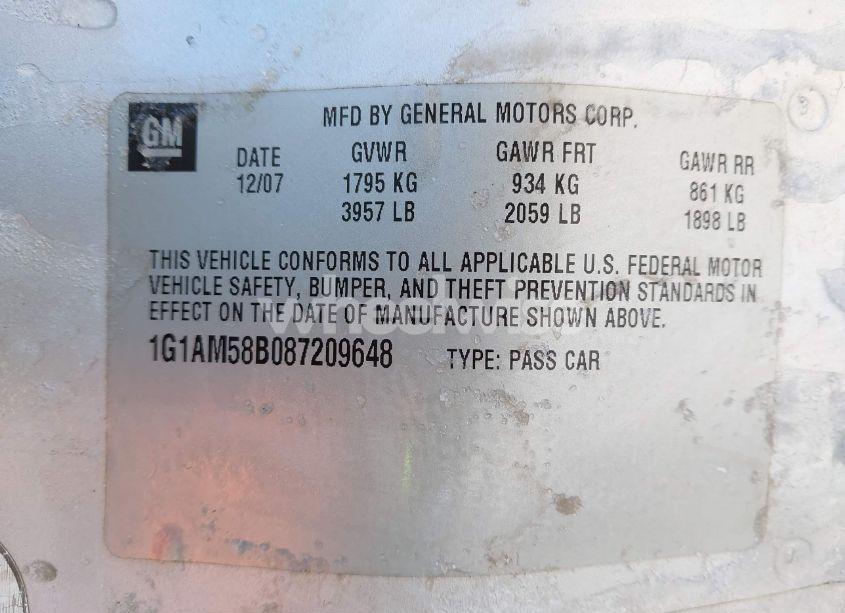 GM
MFD BY GENERAL MOTORS CORP.
DATE GVWR GAWR FRT GAWR RR
12/07 1795 KG 934 KG 861 KG
3957 LB 2059 LB 1898 LB
THIS VEHICLE CONFORMS TO ALL APPLICABLE U.S. FEDERAL MOTOR
VEHICLE SAFETY, BUMPER, AND THEFT PREVENTION STANDARDS IN
EFFECT ON THE DATE OF MANUFACTURE SHOWN ABOVE.
1G1AM58B087209648 TYPE: PASS CAR